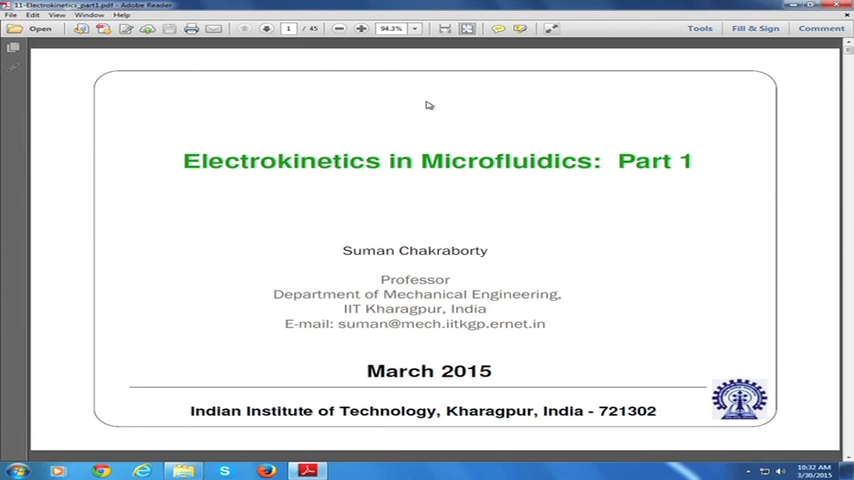 11-Electrokinetics_part1.pdf - Adobe Reader
File Edit View Window Help
Open 1 / 45 94.3% Tools Fill & Sign Comment
Electrokinetics in Microfluidics: Part 1
Suman Chakraborty
Professor
Department of Mechanical Engineering,
IIT Kharagpur, India
E-mail: suman@mech.iitkgp.ernet.in
March 2015
Indian Institute of Technology, Kharagpur, India - 721302
10:32 AM
3/30/2015